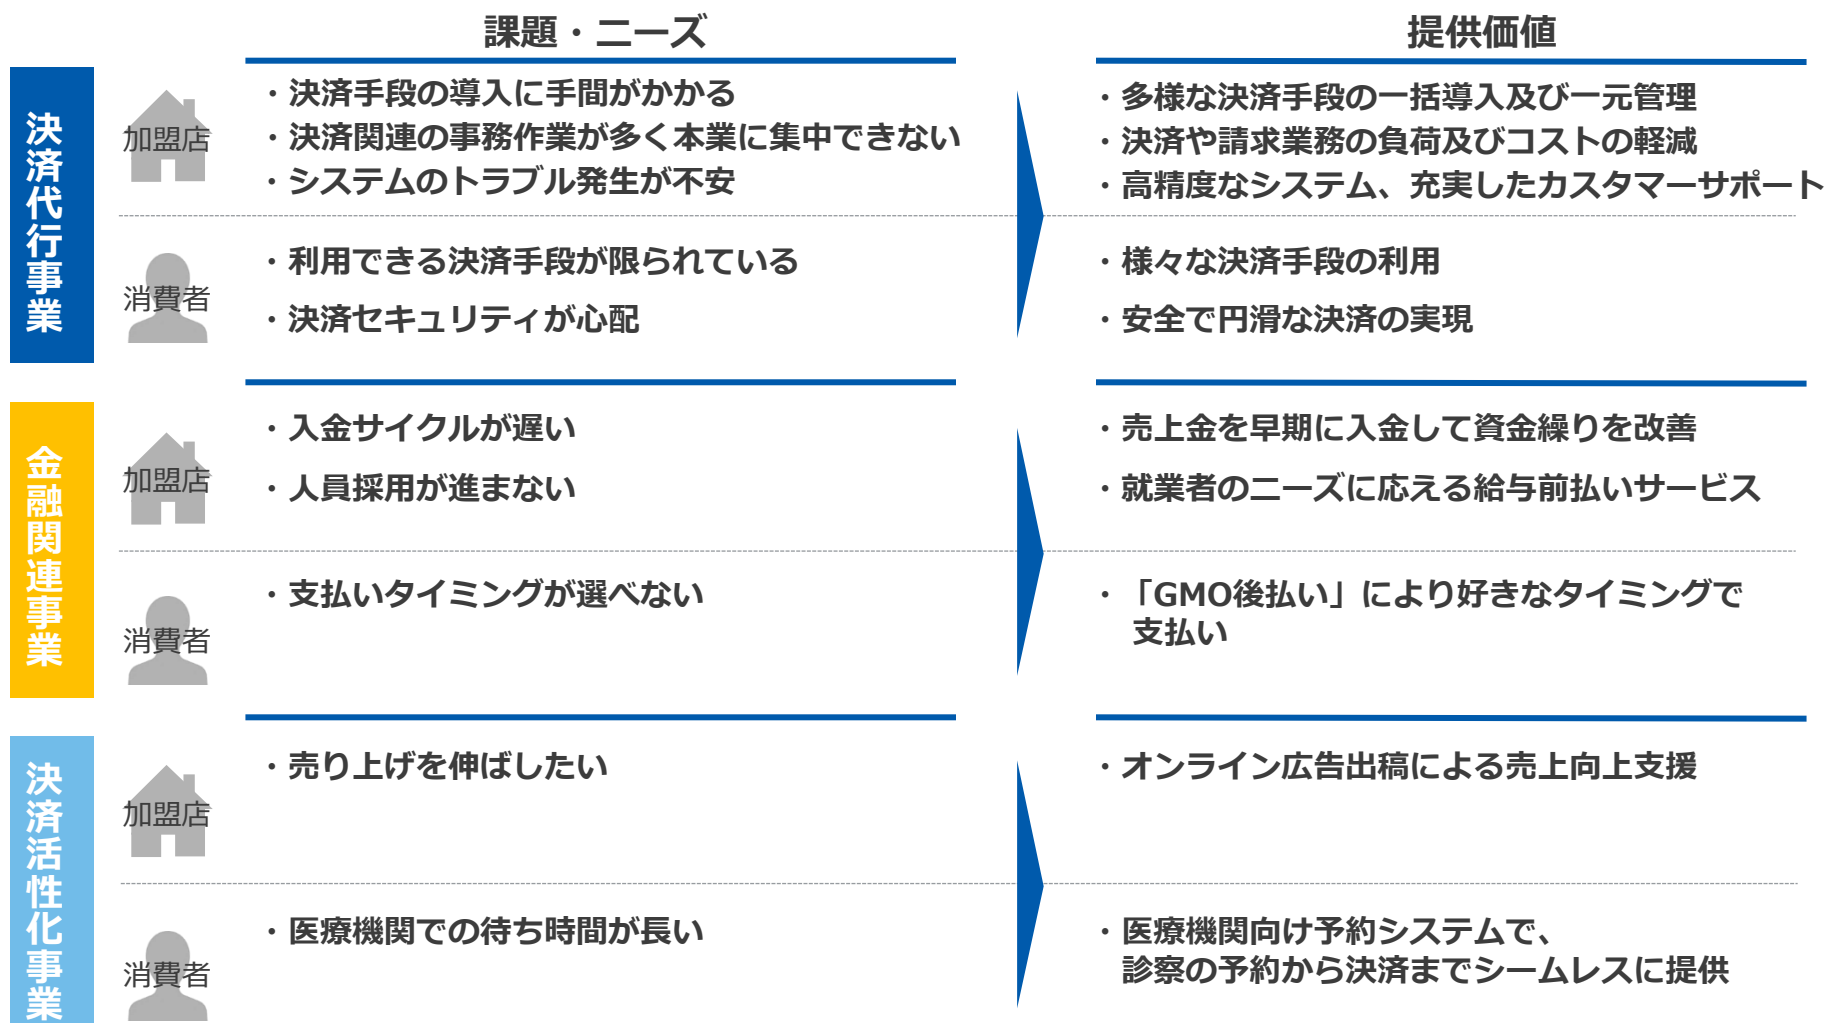 課題・ニーズ
提供価値
決済代行事業
加盟店
・決済手段の導入に手間がかかる
・決済関連の事務作業が多く本業に集中できない
・システムのトラブル発生が不安
・多様な決済手段の一括導入及び一元管理
・決済や請求業務の負荷及びコストの軽減
・高精度なシステム、充実したカスタマーサポート
消費者
・利用できる決済手段が限られている
・決済セキュリティが心配
・様々な決済手段の利用
・安全で円滑な決済の実現
金融関連事業
加盟店
・入金サイクルが遅い
・人員採用が進まない
・売上金を早期に入金して資金繰りを改善
・就業者のニーズに応える給与前払いサービス
消費者
・支払いタイミングが選べない
・「GMO後払い」により好きなタイミングで
支払い
決済活性化事業
加盟店
・売り上げを伸ばしたい
・オンライン広告出稿による売上向上支援
消費者
・医療機関での待ち時間が長い
・医療機関向け予約システムで、
診察の予約から決済までシームレスに提供